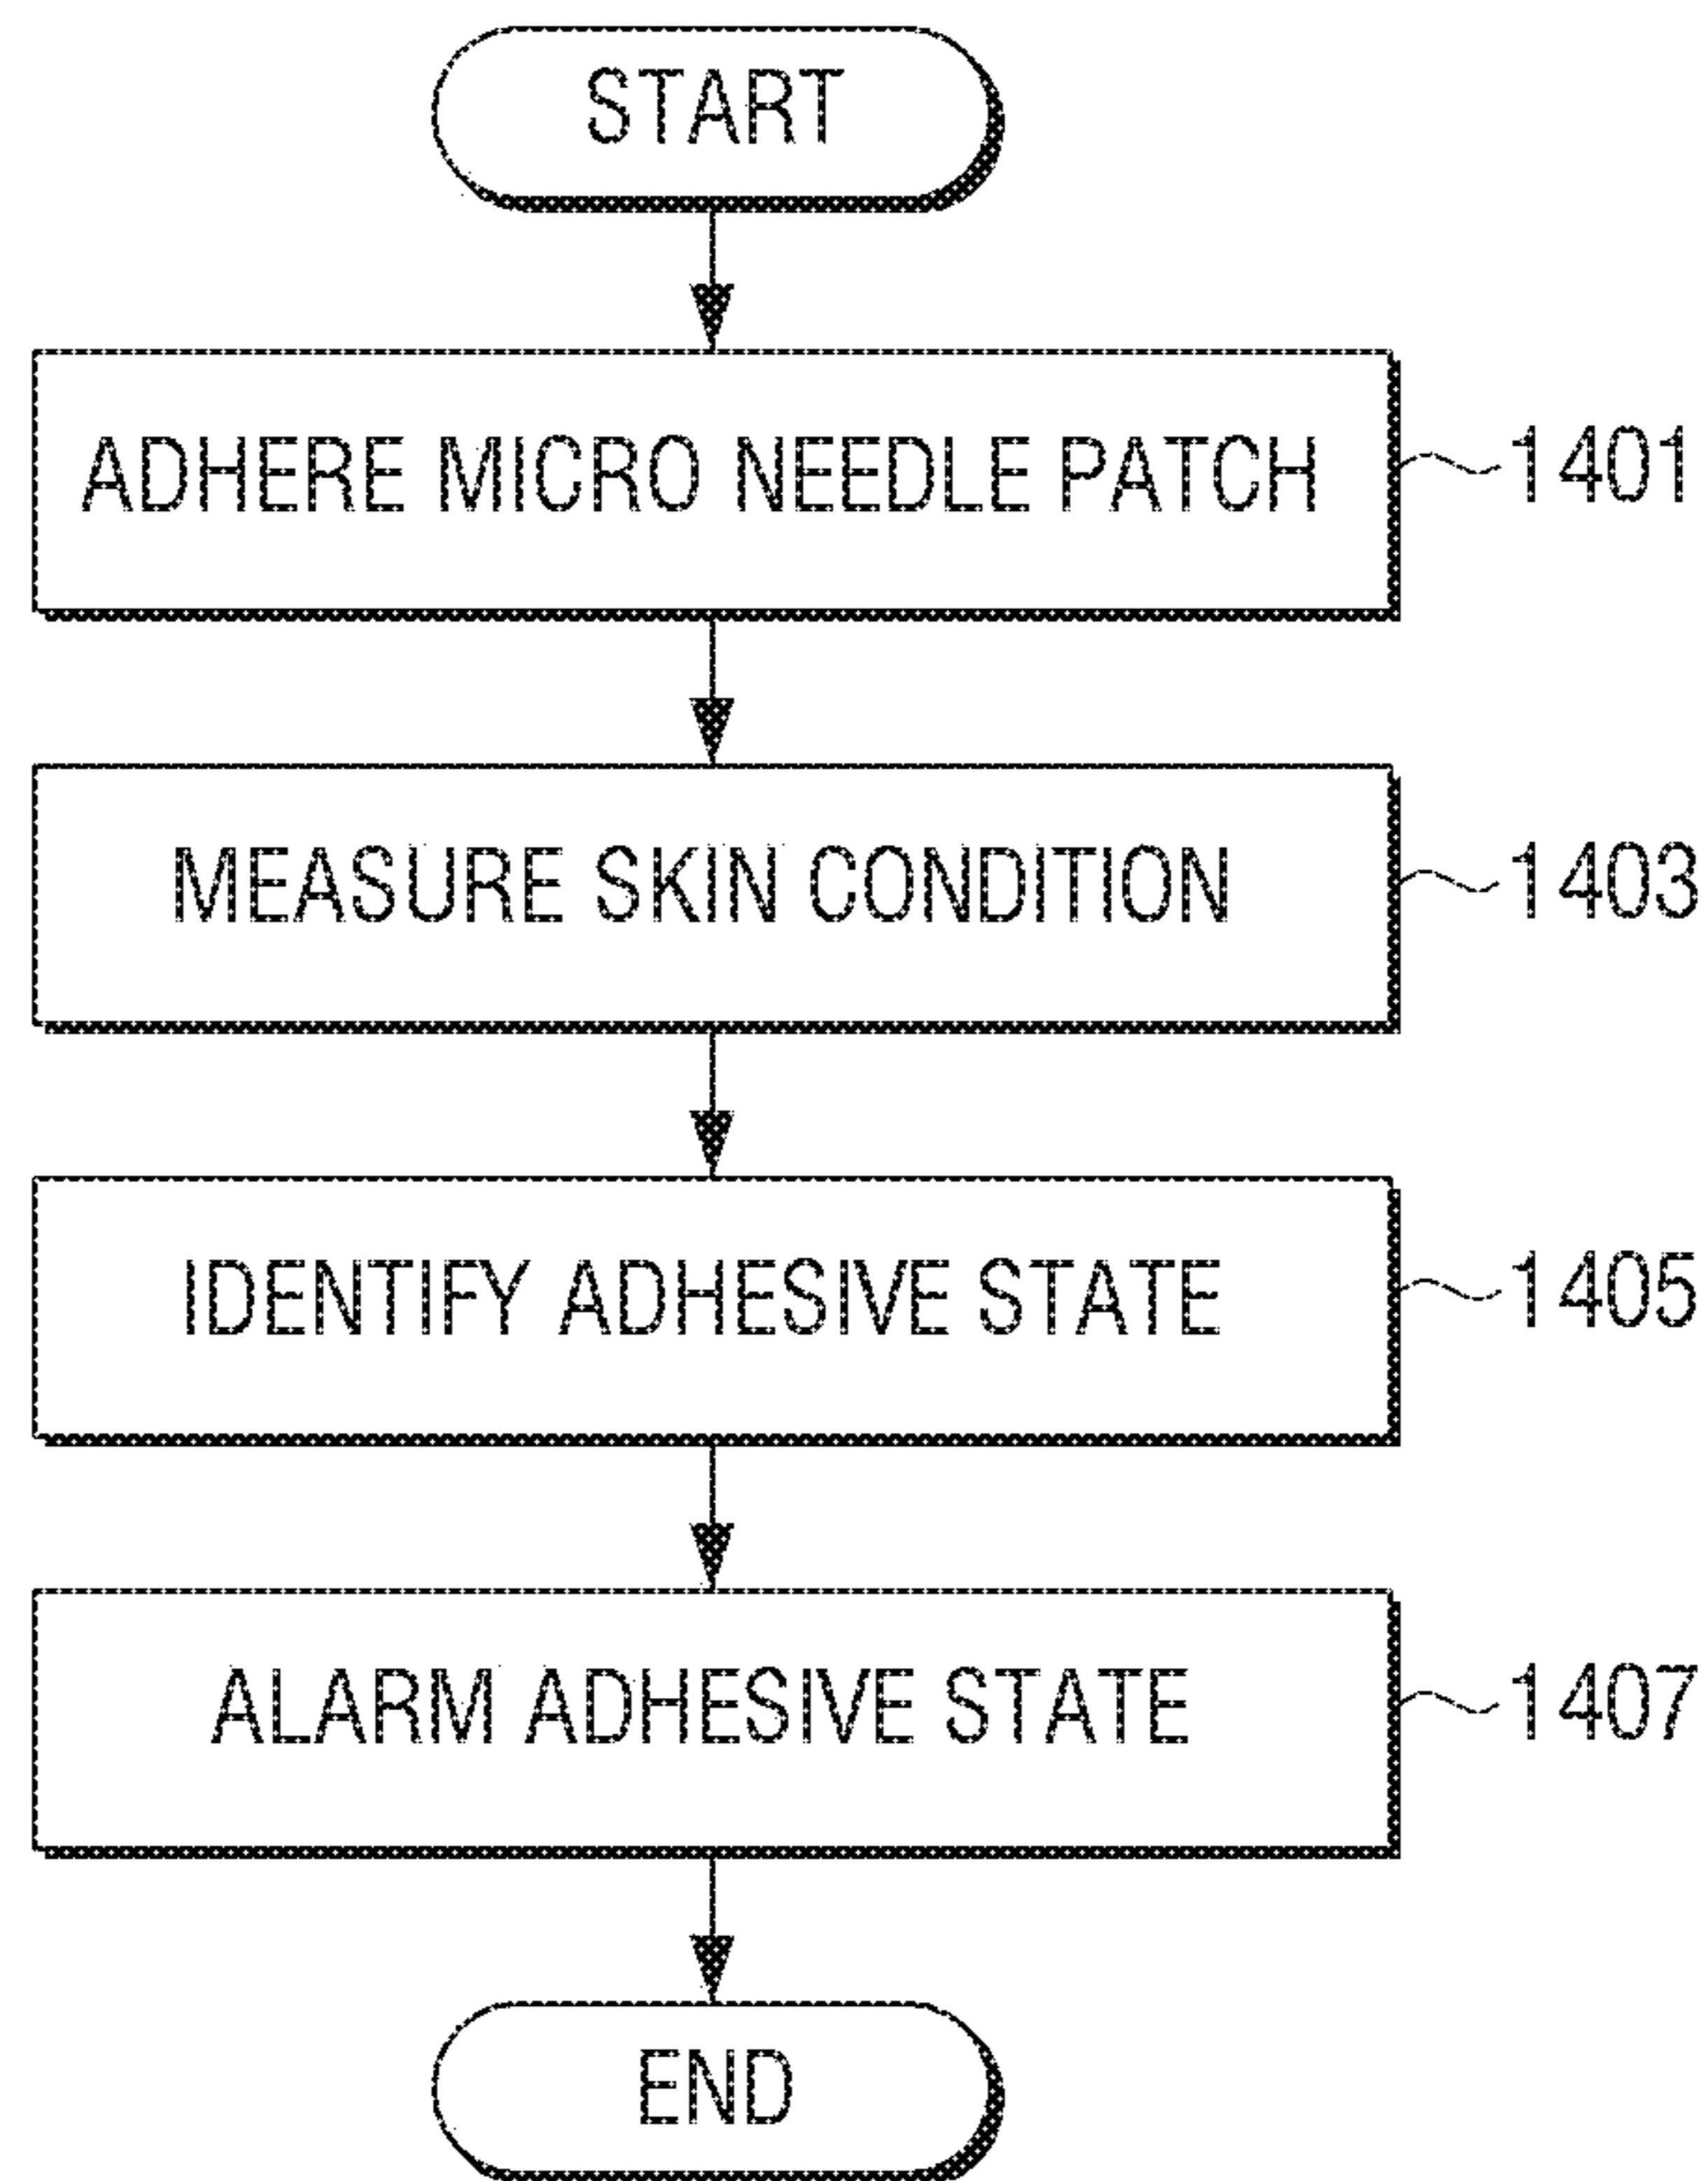 START
ADHERE MICRO NEEDLE PATCH 1401
MEASURE SKIN CONDITION 1403
IDENTIFY ADHESIVE STATE 1405
ALARM ADHESIVE STATE 1407
END